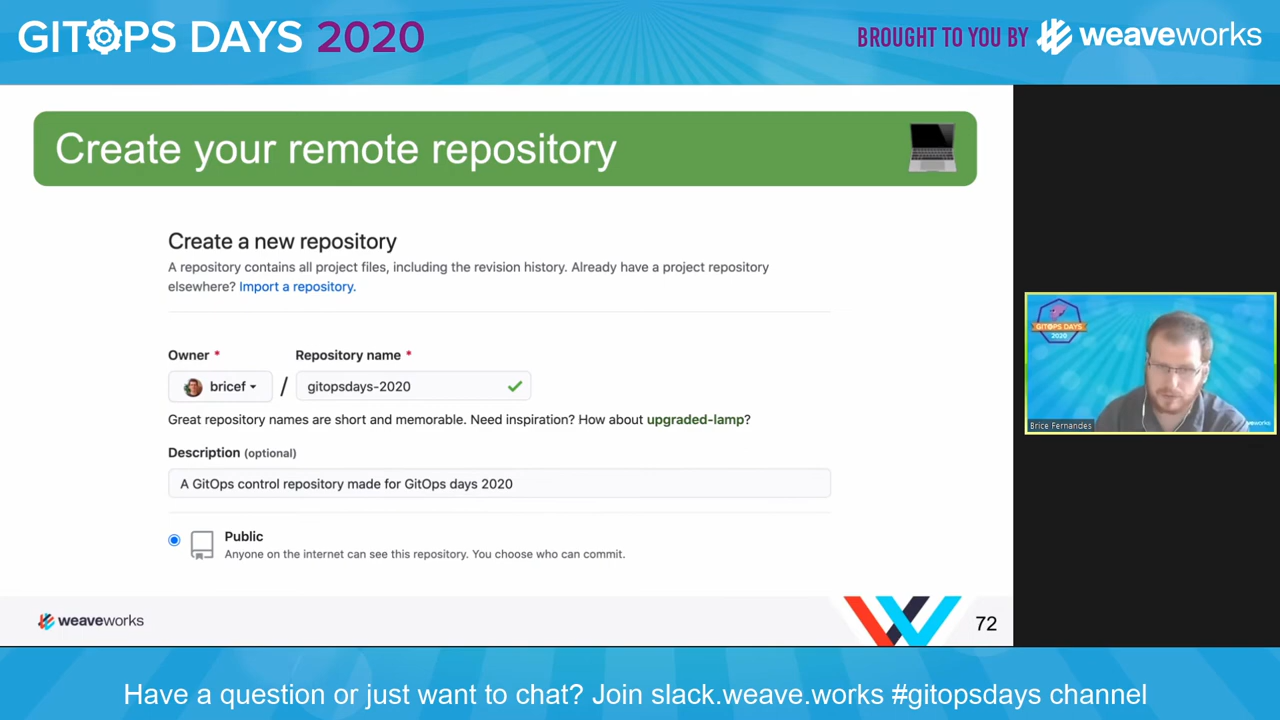 GITOPS DAYS 2020
BROUGHT TO YOU BY weaveworks
Create your remote repository
Create a new repository
A repository contains all project files, including the revision history. Already have a project repository
elsewhere? Import a repository.
Owner * Repository name *
bricef / gitopsdays-2020
Great repository names are short and memorable. Need inspiration? How about upgraded-lamp?
Description (optional)
A GitOps control repository made for GitOps days 2020
Public
Anyone on the internet can see this repository. You choose who can commit.
weaveworks
72
GITOPS DAYS
2020
Brice Fernandes
Have a question or just want to chat? Join slack.weave.works #gitopsdays channel